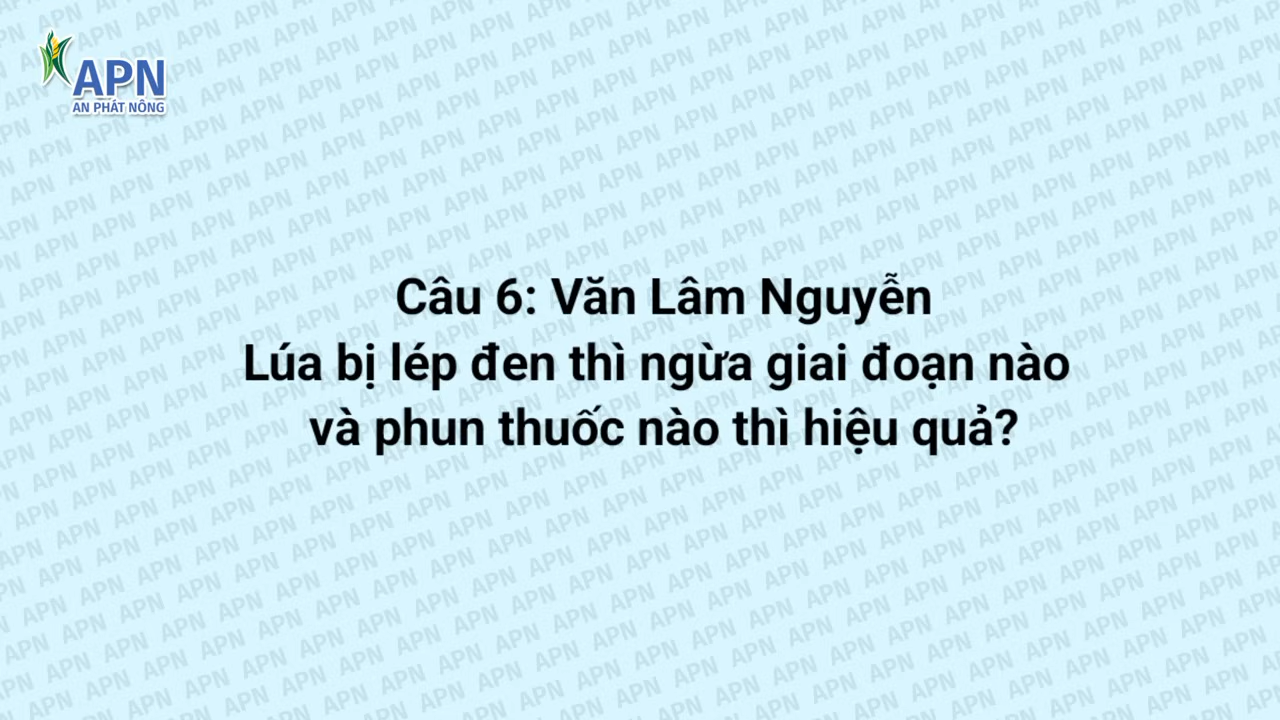 APN
AN PHÁT NÔNG
Câu 6: Văn Lâm Nguyễn
Lúa bị lép đen thì ngừa giai đoạn nào
và phun thuốc nào thì hiệu quả?